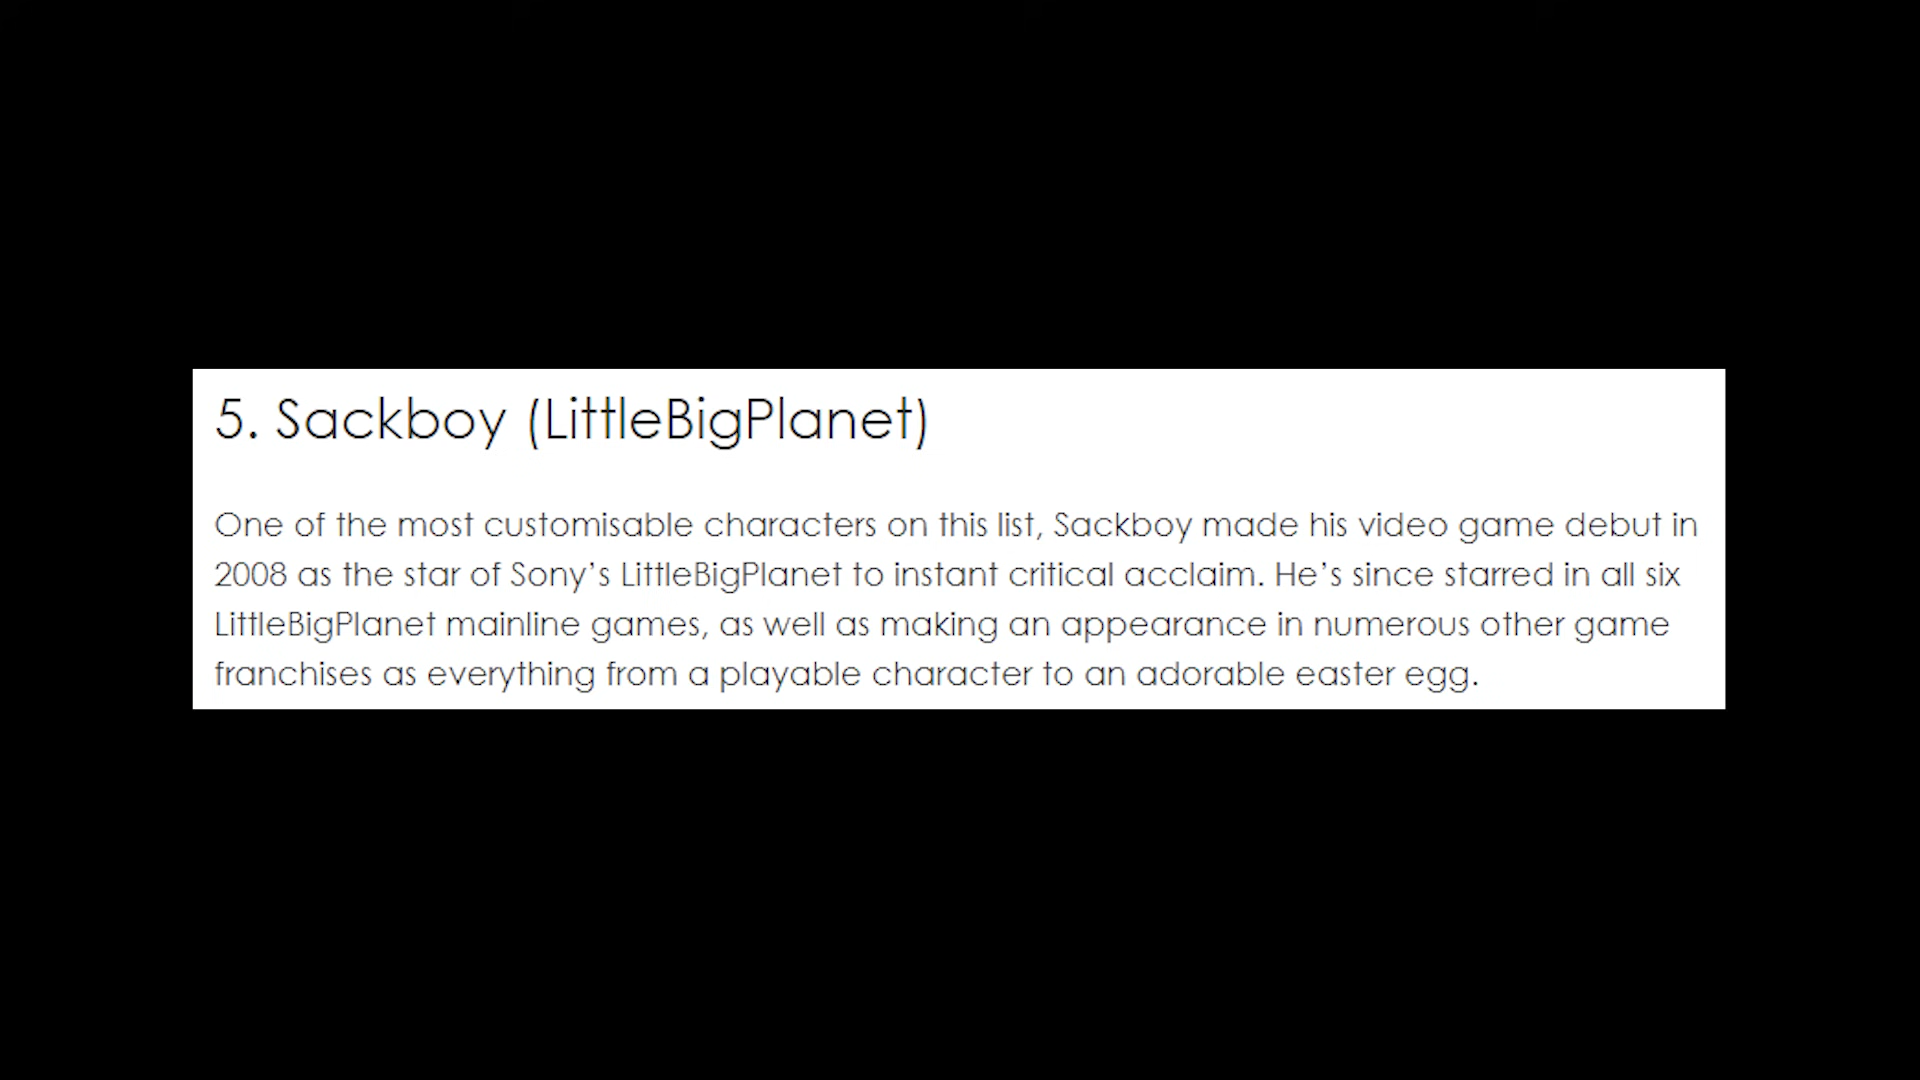 5. Sackboy (LittleBigPlanet)
One of the most customisable characters on this list, Sackboy made his video game debut in
2008 as the star of Sony’s LittleBigPlanet to instant critical acclaim. He’s since starred in all six
LittleBigPlanet mainline games, as well as making an appearance in numerous other game
franchises as everything from a playable character to an adorable easter egg.